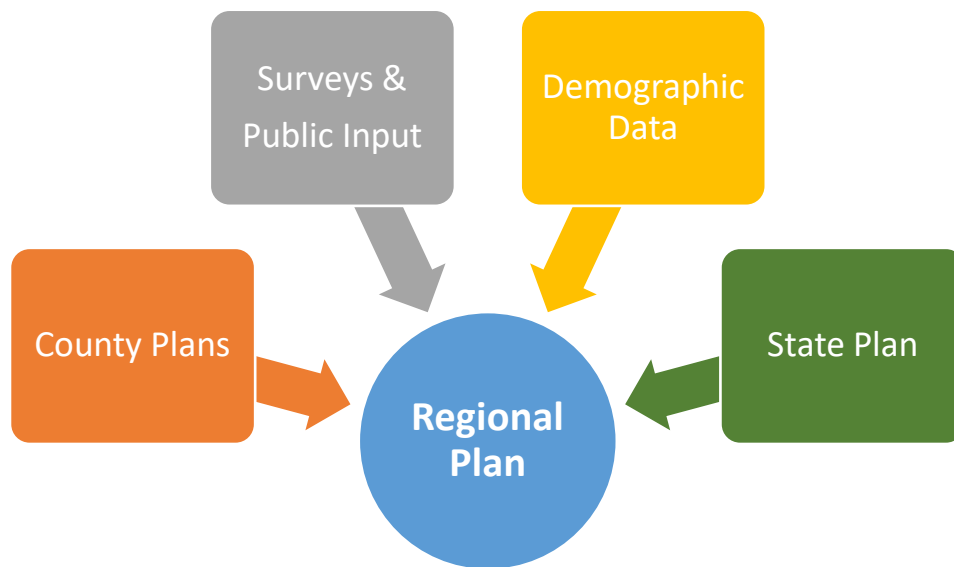 Surveys &
Public Input
Demographic
Data
County Plans
State Plan
Regional
Plan